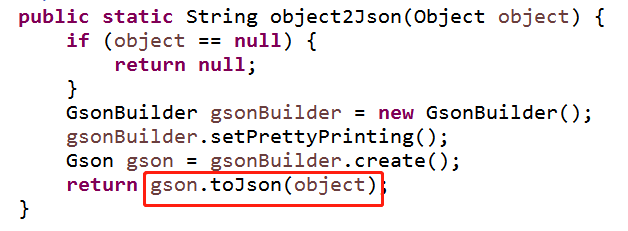 public static String object2Json(Object object) {
    if (object == null) {
        return null;
    }
    GsonBuilder gsonBuilder = new GsonBuilder();
    gsonBuilder.setPrettyPrinting();
    Gson gson = gsonBuilder.create();
    return gson.toJson(object);
}